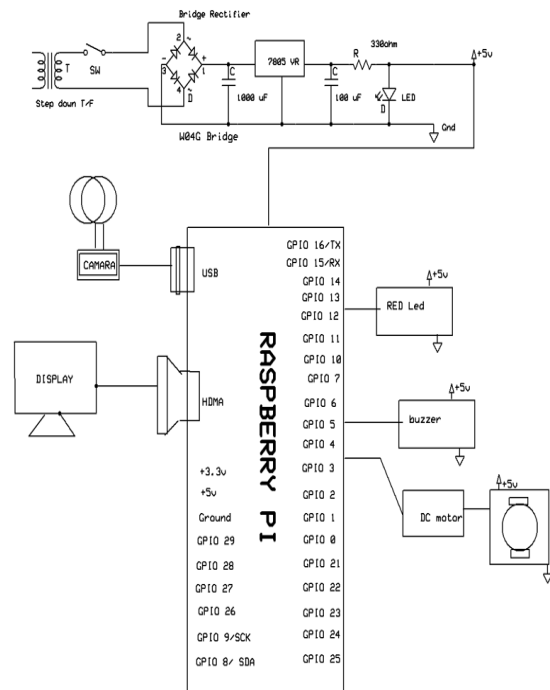 Bridge Rectifier
2 ~
T
SW
Step down T/F
-
3
+
1
4 ~
D
C
1000 uF
7805 VR
C
100 uF
R
330ohm
LED
D
+5v
Gnd
W04G Bridge
CAMARA
USB
DISPLAY
HDMA
RASPBERRY PI
+3.3v
+5v
Ground
GPIO 29
GPIO 28
GPIO 27
GPIO 26
GPIO 9/SCK
GPIO 8/ SDA
GPIO 16/TX
GPIO 15/RX
GPIO 14
GPIO 13
GPIO 12
GPIO 11
GPIO 10
GPIO 7
GPIO 6
GPIO 5
GPIO 4
GPIO 3
GPIO 2
GPIO 1
GPIO 0
GPIO 21
GPIO 22
GPIO 23
GPIO 24
GPIO 25
+5v
RED Led
+5v
buzzer
DC motor
+5v